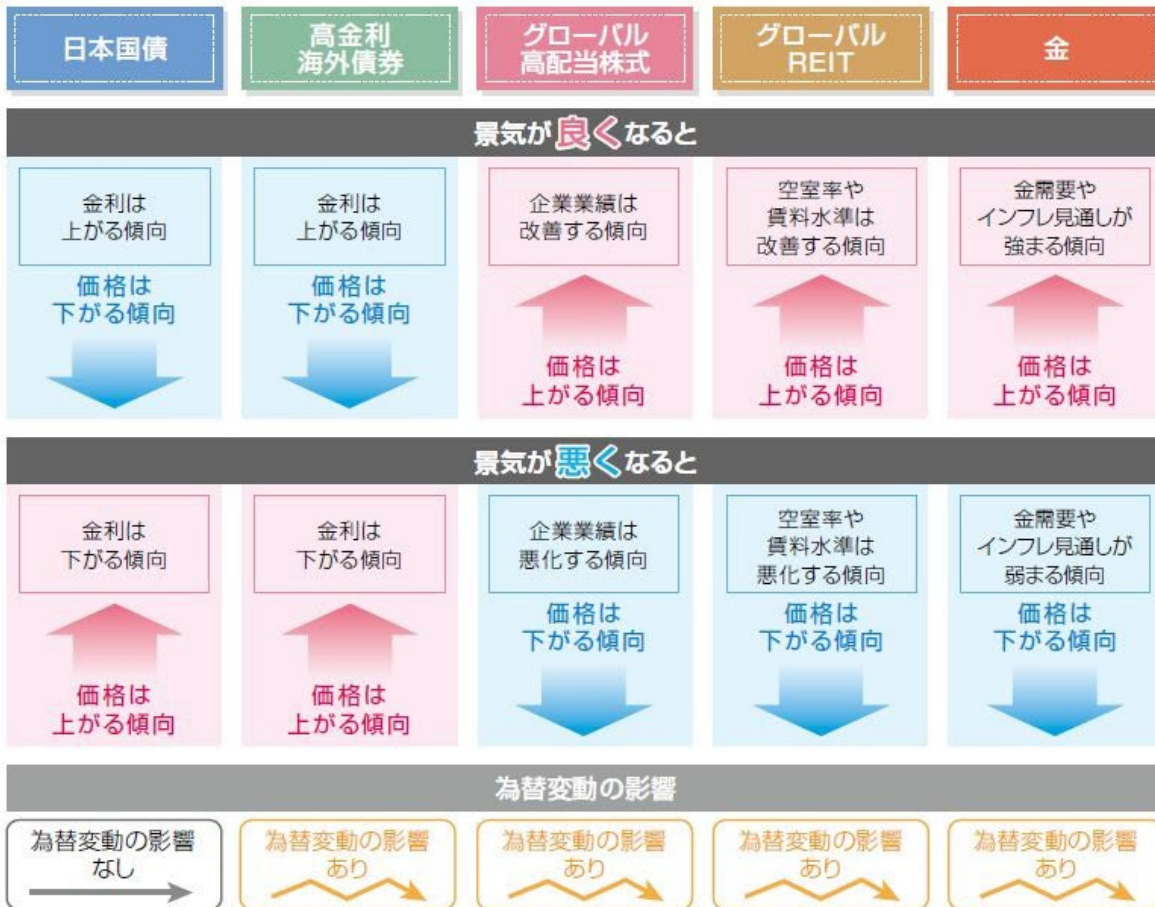 日本国債
高金利
海外債券
グローバル
高配当株式
グローバル
REIT
金
景気が良くなると
金利は
上がる傾向
価格は
下がる傾向
金利は
上がる傾向
価格は
下がる傾向
企業業績は
改善する傾向
価格は
上がる傾向
空室率や
賃料水準は
改善する傾向
価格は
上がる傾向
金需要や
インフレ見通しが
強まる傾向
価格は
上がる傾向
景気が悪くなると
金利は
下がる傾向
価格は
上がる傾向
金利は
下がる傾向
価格は
上がる傾向
企業業績は
悪化する傾向
価格は
下がる傾向
空室率や
賃料水準は
悪化する傾向
価格は
下がる傾向
金需要や
インフレ見通しが
弱まる傾向
価格は
下がる傾向
為替変動の影響
為替変動の影響
なし
為替変動の影響
あり
為替変動の影響
あり
為替変動の影響
あり
為替変動の影響
あり